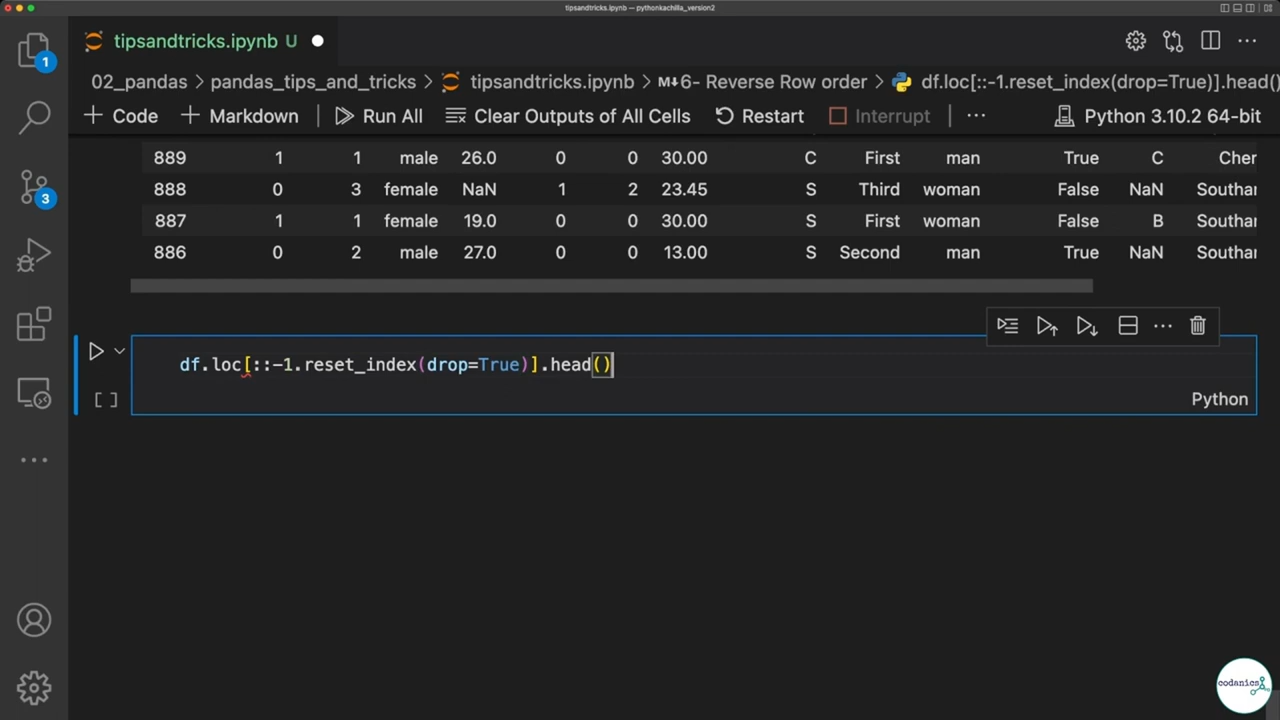 tipsandtricks.ipynb — pythonkachilla_version2
tipsandtricks.ipynb U
02_pandas > pandas_tips_and_tricks > tipsandtricks.ipynb > M↓6- Reverse Row order > df.loc[::-1.reset_index(drop=True)].head()
+ Code + Markdown | Run All Clear Outputs of All Cells Restart Interrupt | ... Python 3.10.2 64-bit
889 1 1 male 26.0 0 0 30.00 C First man True C Cher
888 0 3 female NaN 1 2 23.45 S Third woman False NaN Southar
887 1 1 female 19.0 0 0 30.00 S First woman False B Southar
886 0 2 male 27.0 0 0 13.00 S Second man True NaN Southar
df.loc[::-1.reset_index(drop=True)].head()
[ ]
Python
1
3
codanics